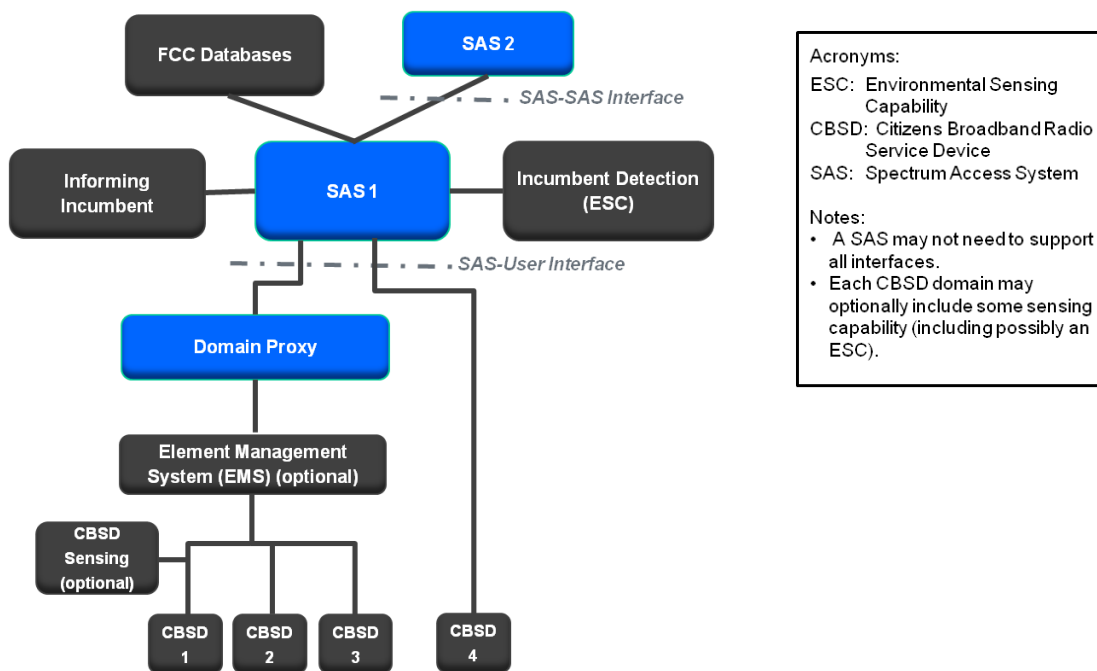 FCC Databases
SAS 2
SAS-SAS Interface
Informing
Incumbent
SAS 1
Incumbent Detection
(ESC)
SAS-User Interface
Domain Proxy
Element Management
System (EMS) (optional)
CBSD
Sensing
(optional)
CBSD
1
CBSD
2
CBSD
3
CBSD
4
Acronyms:
ESC: Environmental Sensing
Capability
CBSD: Citizens Broadband Radio
Service Device
SAS: Spectrum Access System
Notes:
• A SAS may not need to support
all interfaces.
• Each CBSD domain may
optionally include some sensing
capability (including possibly an
ESC).